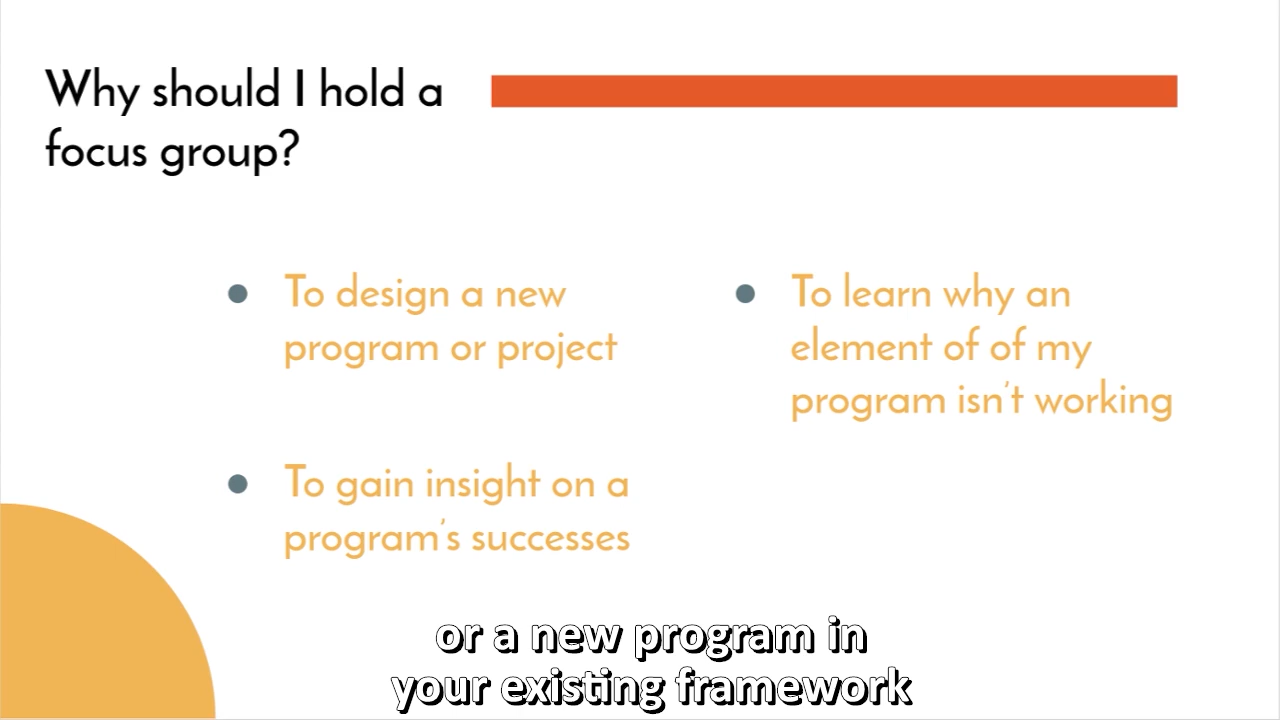 Why should I hold a
focus group?
To design a new
program or project
To gain insight on a
program's successes
To learn why an
element of of my
program isn't working
or a new program in
your existing framework